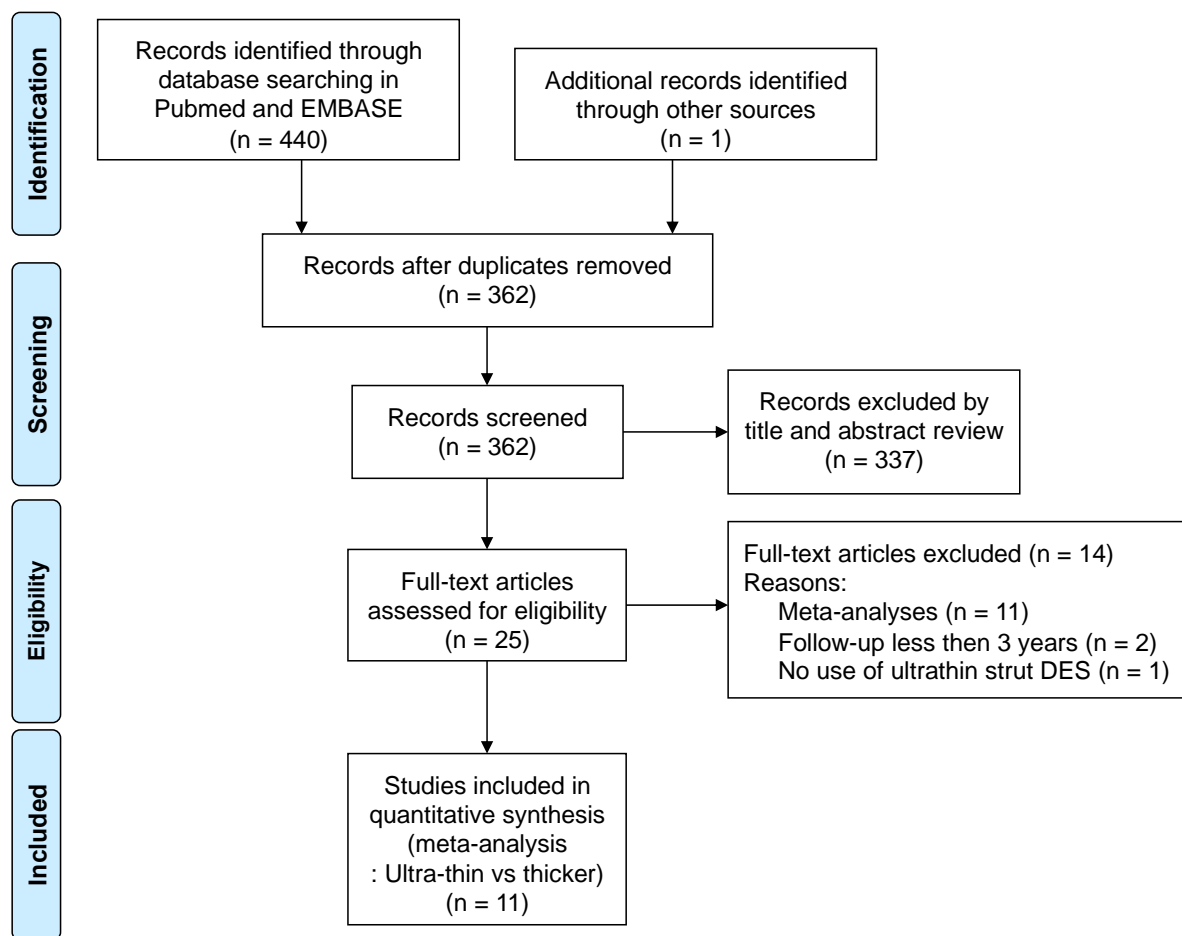 Identification
Records identified through
database searching in
Pubmed and EMBASE
(n = 440)
Additional records identified
through other sources
(n = 1)
Records after duplicates removed
(n = 362)
Screening
Records screened
(n = 362)
Records excluded by
title and abstract review
(n = 337)
Eligibility
Full-text articles
assessed for eligibility
(n = 25)
Full-text articles excluded (n = 14)
Reasons:
Meta-analyses (n = 11)
Follow-up less then 3 years (n = 2)
No use of ultrathin strut DES (n = 1)
Included
Studies included in
quantitative synthesis
(meta-analysis
: Ultra-thin vs thicker)
(n = 11)